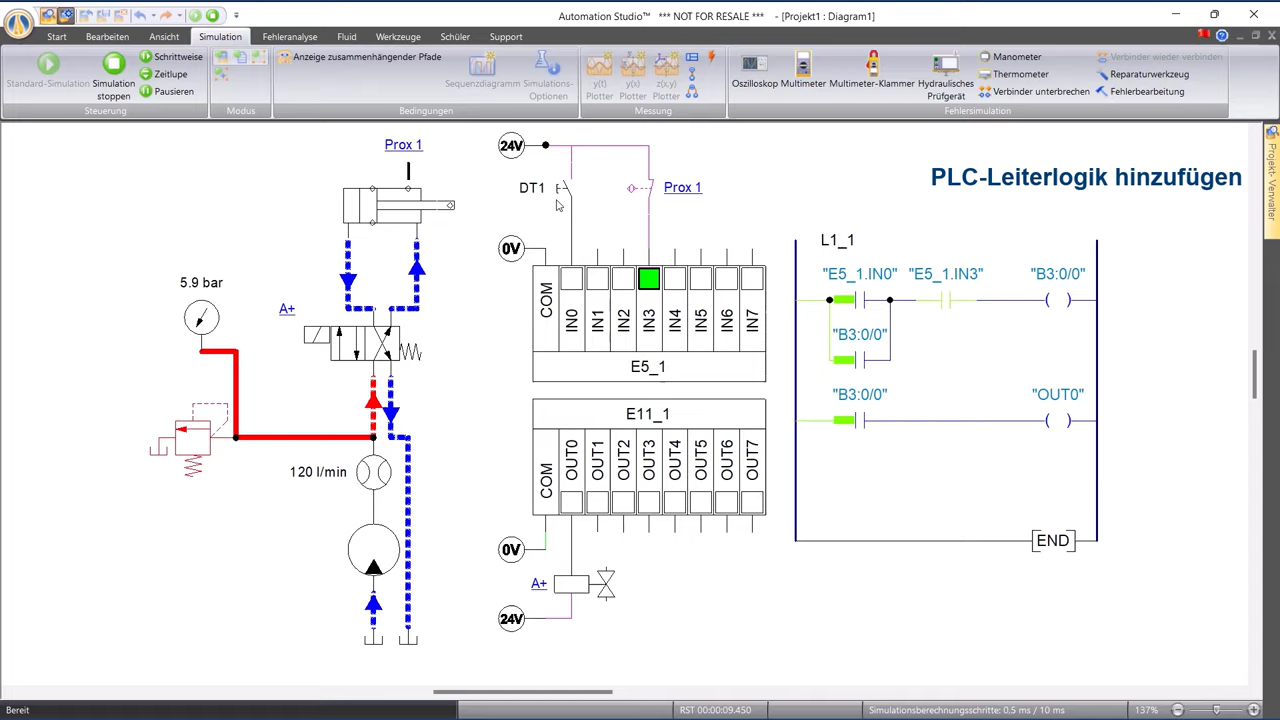 Automation Studio™ *** NOT FOR RESALE *** [Projekt1 : Diagram1]
Start Bearbeiten Ansicht Simulation Fehleranalyse Fluid Werkzeuge Schüler Support
Standard-Simulation
Simulation stoppen
Schrittweise
Zeitlupe
Pausieren
Steuerung
Modus
Anzeige zusammenhängender Pfade
Sequenzdiagramm
Simulations-Optionen
Bedingungen
y(t) Plotter
y(x) Plotter
z(x,y) Plotter
Messung
Oszilloskop
Multimeter
Multimeter-Klammer
Hydraulisches Prüfgerät
Manometer
Thermometer
Verbinder unterbrechen
Verbinder wieder verbinden
Reparaturwerkzeug
Fehlerbearbeitung
Fehlersimulation
Projekt- Verwalter
Prox 1
5.9 bar
A+
120 l/min
24V
DT1
Prox 1
0V
COM IN0 IN1 IN2 IN3 IN4 IN5 IN6 IN7
E5_1
E11_1
COM OUT0 OUT1 OUT2 OUT3 OUT4 OUT5 OUT6 OUT7
0V
A+
24V
PLC-Leiterlogik hinzufügen
L1_1
"E5_1.IN0" "E5_1.IN3" "B3:0/0"
"B3:0/0"
"B3:0/0" "OUT0"
END
Bereit
RST 00:00:09.450
Simulationsberechnungsschritte: 0,5 ms / 10 ms
137%